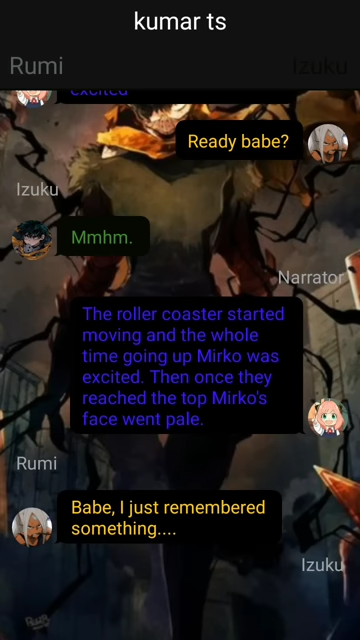 kumar ts
Rumi
Izuku
excited
Ready babe?
Izuku
Mmhm.
Narrator
The roller coaster started
moving and the whole
time going up Mirko was
excited. Then once they
reached the top Mirko's
face went pale.
Rumi
Babe, I just remembered
something....
Izuku